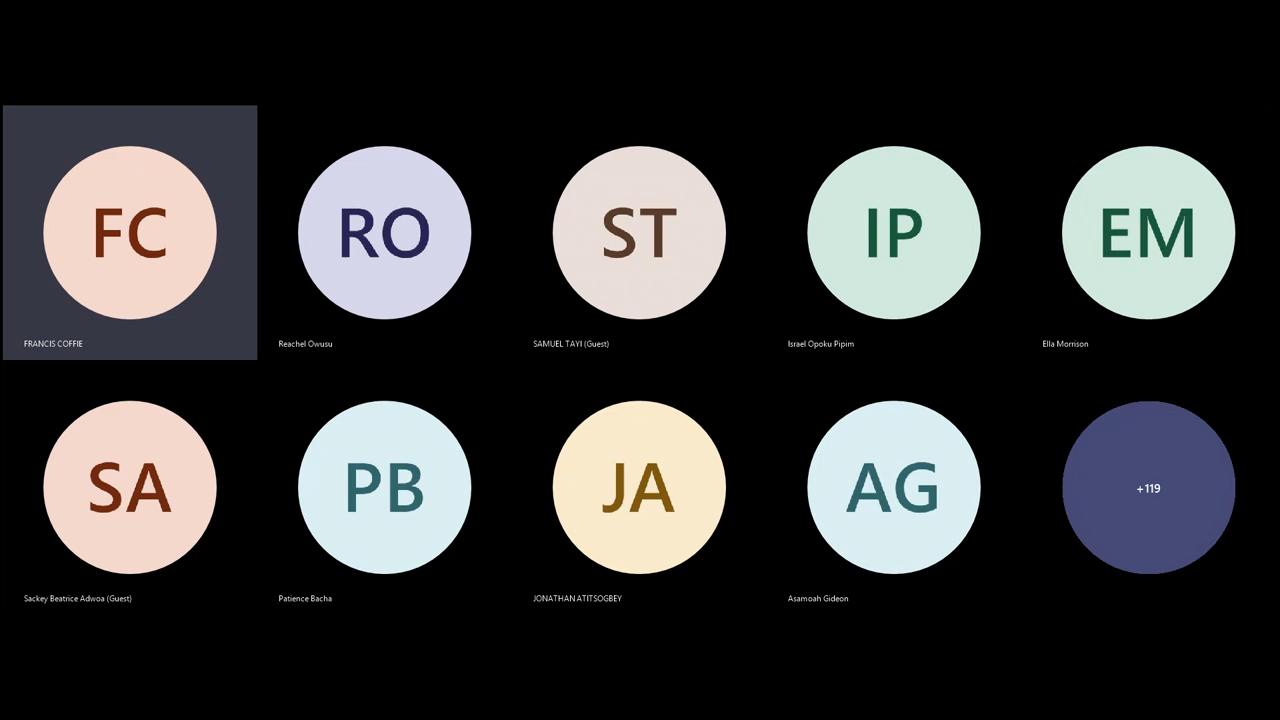 FC
RO
ST
IP
EM
FRANCIS COFFIE
Reachel Owusu
SAMUEL TAYI (Guest)
Israel Opoku Pipim
Ella Morrison
SA
PB
JA
AG
+119
Sackey Beatrice Adwoa (Guest)
Patience Bacha
JONATHAN ATITSOGBEY
Asamoah Gideon